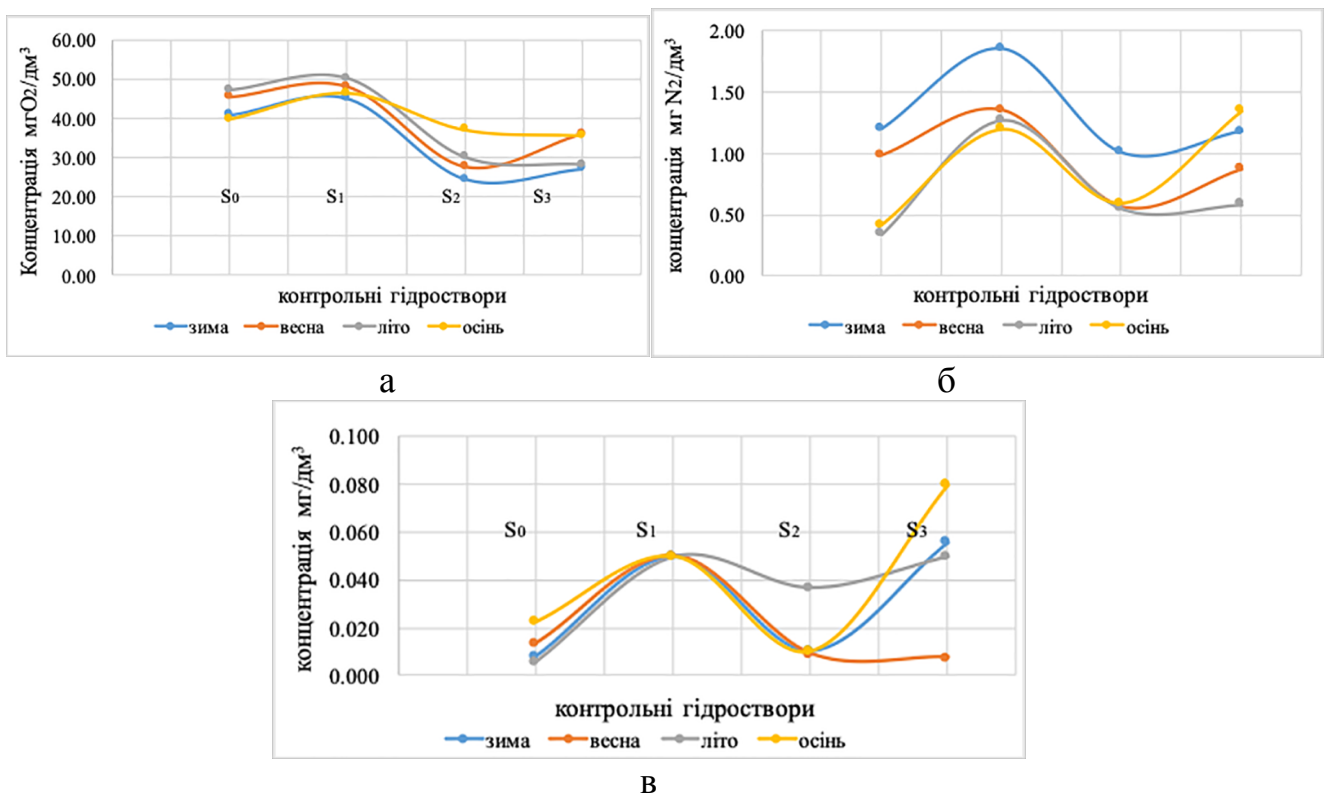 Концентрація мгO2/дм³
60.00
50.00
40.00
30.00
20.00
10.00
0.00
S0 S1 S2 S3
контрольні гідроствори
зима весна літо осінь
а
концентрація мг N2/дм³
2.00
1.50
1.00
0.50
0.00
контрольні гідроствори
зима весна літо осінь
б
концентрація мг/дм³
0.100
0.080
0.060
0.040
0.020
0.000
S0 S1 S2 S3
контрольні гідроствори
зима весна літо осінь
в